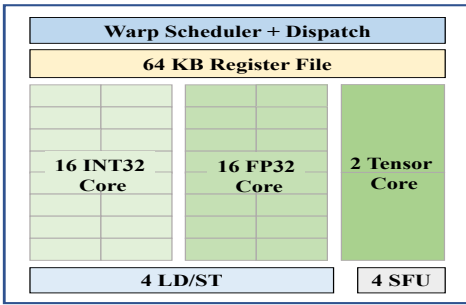 Warp Scheduler + Dispatch
64 KB Register File
16 INT32
Core
16 FP32
Core
2 Tensor
Core
4 LD/ST
4 SFU